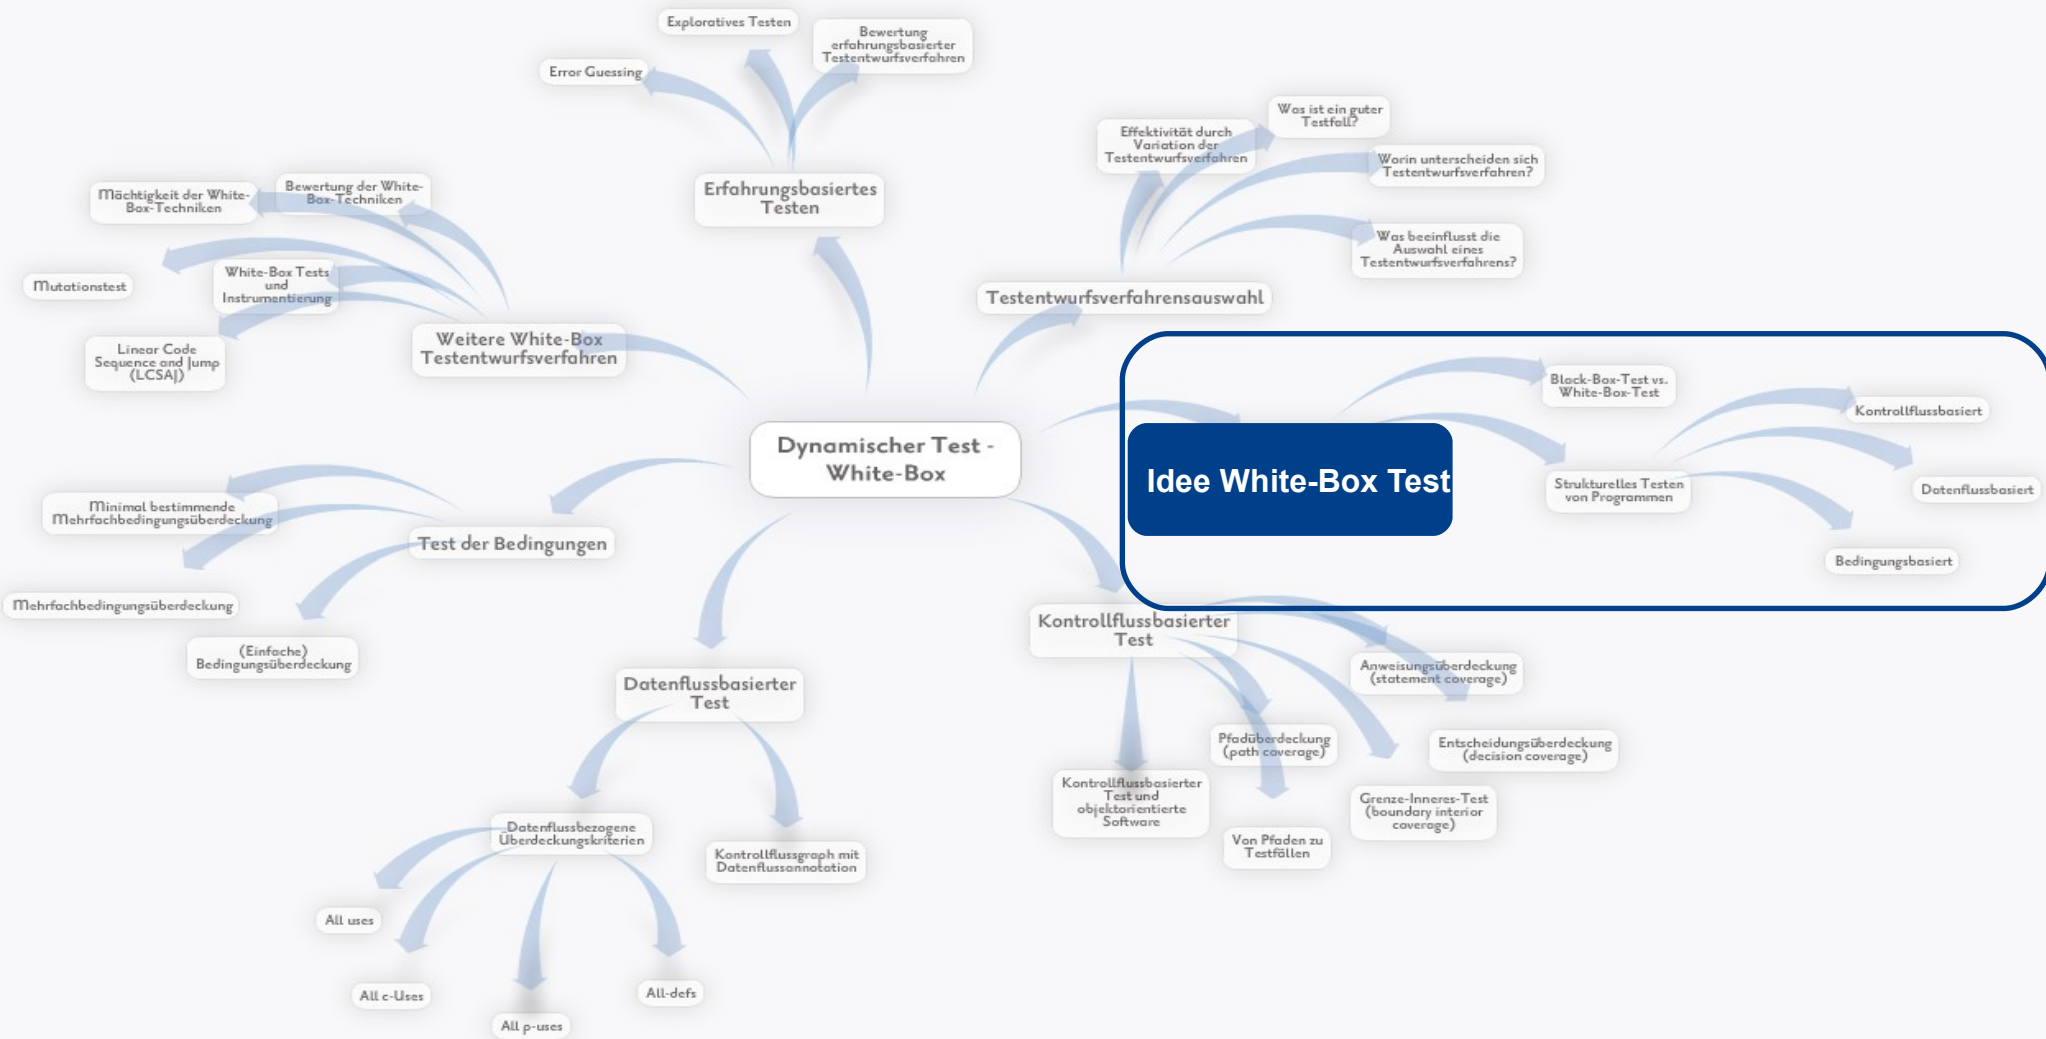 Exploratives Testen
Bewertung
erfahrungsbasierter
Testentwurfsverfahren
Error Guessing
Erfahrungsbasiertes
Testen
Effektivität durch
Variation der
Testentwurfsverfahren
Was ist ein guter
Testfall?
Worin unterscheiden sich
Testentwurfsverfahren?
Was beeinflusst die
Auswahl eines
Testentwurfsverfahrens?
Testentwurfsverfahrensauswahl
Mächtigkeit der White-
Box-Techniken
Bewertung der White-
Box-Techniken
Mutationstest
White-Box Tests
und
Instrumentierung
Linear Code
Sequence and Jump
(LCSAJ)
Weitere White-Box
Testentwurfsverfahren
Dynamischer Test -
White-Box
Idee White-Box Test
Black-Box-Test vs.
White-Box-Test
Strukturelles Testen
von Programmen
Kontrollflussbasiert
Datenflussbasiert
Bedingungsbasiert
Minimal bestimmende
Mehrfachbedingungsüberdeckung
Test der Bedingungen
Mehrfachbedingungsüberdeckung
(Einfache)
Bedingungsüberdeckung
Datenflussbasierter
Test
Datenflussbezogene
Überdeckungskriterien
Kontrollflussgraph mit
Datenflussannotation
All uses
All c-Uses
All p-uses
All-defs
Kontrollflussbasierter
Test
Anweisungsüberdeckung
(statement coverage)
Entscheidungsüberdeckung
(decision coverage)
Pfadüberdeckung
(path coverage)
Grenze-Inneres-Test
(boundary interior
coverage)
Kontrollflussbasierter
Test und
objektorientierte
Software
Von Pfaden zu
Testfällen